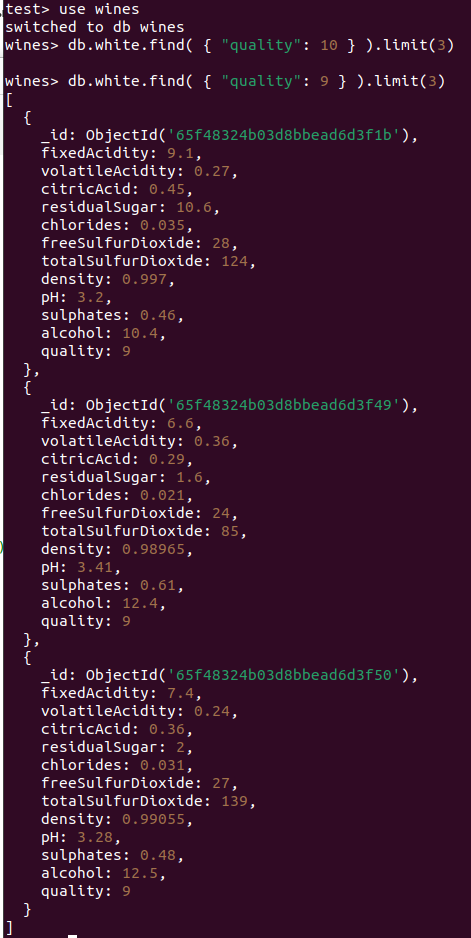 test> use wines
switched to db wines
wines> db.white.find( { "quality": 10 } ).limit(3)

wines> db.white.find( { "quality": 9 } ).limit(3)
[
  {
    _id: ObjectId('65f48324b03d8bbead6d3f1b'),
    fixedAcidity: 9.1,
    volatileAcidity: 0.27,
    citricAcid: 0.45,
    residualSugar: 10.6,
    chlorides: 0.035,
    freeSulfurDioxide: 28,
    totalSulfurDioxide: 124,
    density: 0.997,
    pH: 3.2,
    sulphates: 0.46,
    alcohol: 10.4,
    quality: 9
  },
  {
    _id: ObjectId('65f48324b03d8bbead6d3f49'),
    fixedAcidity: 6.6,
    volatileAcidity: 0.36,
    citricAcid: 0.29,
    residualSugar: 1.6,
    chlorides: 0.021,
    freeSulfurDioxide: 24,
    totalSulfurDioxide: 85,
    density: 0.98965,
    pH: 3.41,
    sulphates: 0.61,
    alcohol: 12.4,
    quality: 9
  },
  {
    _id: ObjectId('65f48324b03d8bbead6d3f50'),
    fixedAcidity: 7.4,
    volatileAcidity: 0.24,
    citricAcid: 0.36,
    residualSugar: 2,
    chlorides: 0.031,
    freeSulfurDioxide: 27,
    totalSulfurDioxide: 139,
    density: 0.99055,
    pH: 3.28,
    sulphates: 0.48,
    alcohol: 12.5,
    quality: 9
  }
]